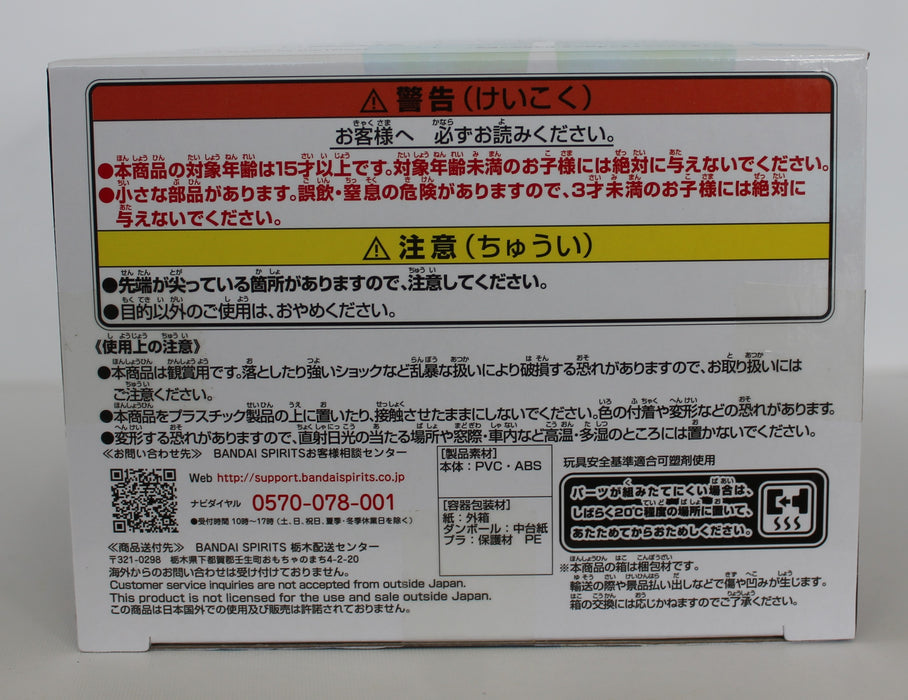 ⚠ 警告(けいこく)
お客様へ 必ずお読みください。
●本商品の対象年齢は15才以上です。対象年齢未満のお子様には絶対に与えないでください。
●小さな部品があります。誤飲・窒息の危険がありますので、3才未満のお子様には絶対に
与えないでください。
⚠ 注意(ちゅうい)
●先端が尖っている箇所がありますので、注意してください。
●目的以外のご使用は、おやめください。
《使用上の注意》
●本商品は観賞用です。落としたり強いショックなど乱暴な扱いにより破損する恐れがありますので、お取り扱いには
ご注意ください。
●本商品をプラスチック製品の上に置いたり、接触させたままにしないでください。色の付着や変形などの恐れがあります。
●変形する恐れがありますので、直射日光の当たる場所や窓際・車内など高温・多湿のところには置かないでください。
≪お問い合わせ先≫ BANDAI SPIRITSお客様相談センター
Web http://support.bandaispirits.co.jp
ナビダイヤル 0570-078-001
●受付時間 10時〜17時(土、日、祝日、夏季・冬季休業日を除く)
≪商品送付先≫ BANDAI SPIRITS 栃木配送センター
〒321-0298 栃木県下都賀郡壬生町おもちゃのまち4-2-20
海外からのお問い合わせは受け付けておりません。
Customer service inquiries are not accepted from outside Japan.
This product is not licensed for the use and sale outside Japan.
この商品は日本国外での使用及び販売は許諾されておりません。
[製品素材]
本体:PVC・ABS
[容器包装材]
紙:外箱
ダンボール:中台紙
プラ:保護材 PE
玩具安全基準適合可塑剤使用
パーツが組みたてにくい場合は、
しばらく20℃程度の場所に置いて、
あたためてからおためしください。
※本商品の箱は梱包材です。
輸送の際や景品払い出しなどで傷や凹みが生じます。
箱の交換には応じかねますのでご了承ください。